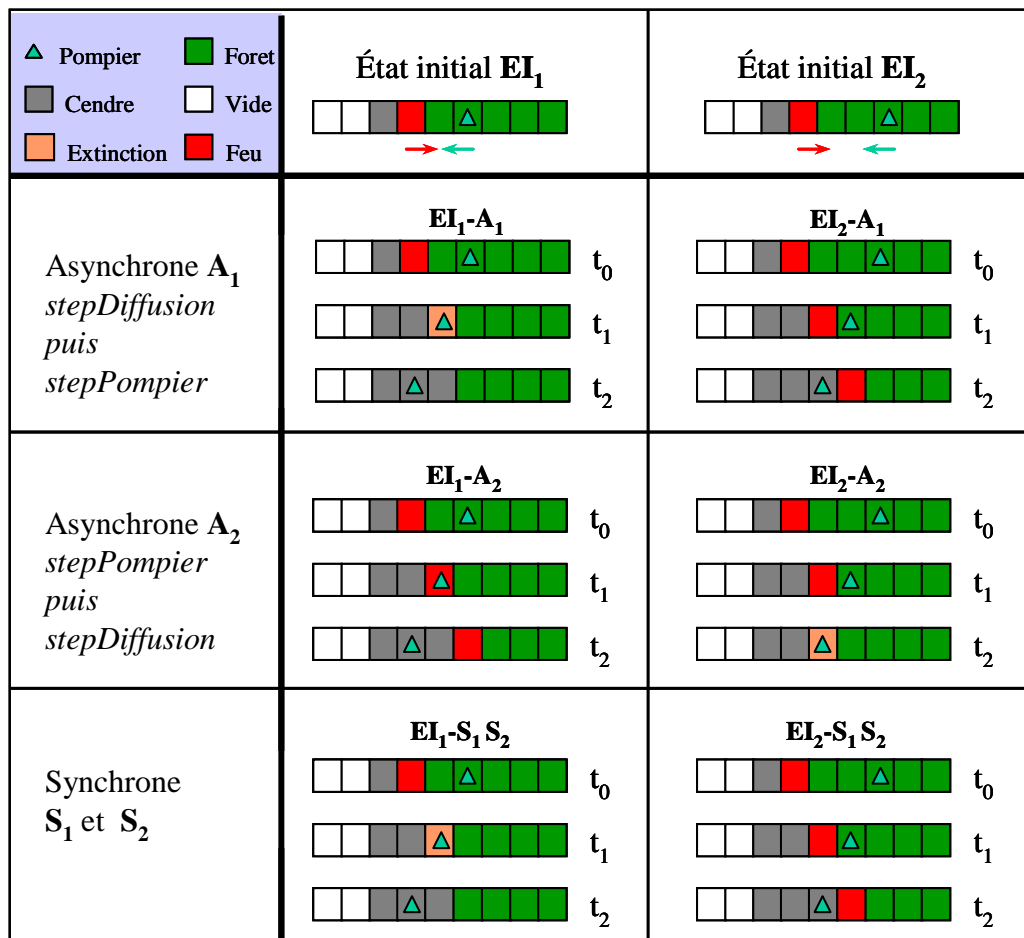 Pompier
Foret
Cendre
Vide
Extinction
Feu
État initial EI1
État initial EI2
Asynchrone A1
stepDiffusion
puis
stepPompier
EI1-A1
t0
t1
t2
EI2-A1
t0
t1
t2
Asynchrone A2
stepPompier
puis
stepDiffusion
EI1-A2
t0
t1
t2
EI2-A2
t0
t1
t2
Synchrone
S1 et S2
EI1-S1 S2
t0
t1
t2
EI2-S1 S2
t0
t1
t2